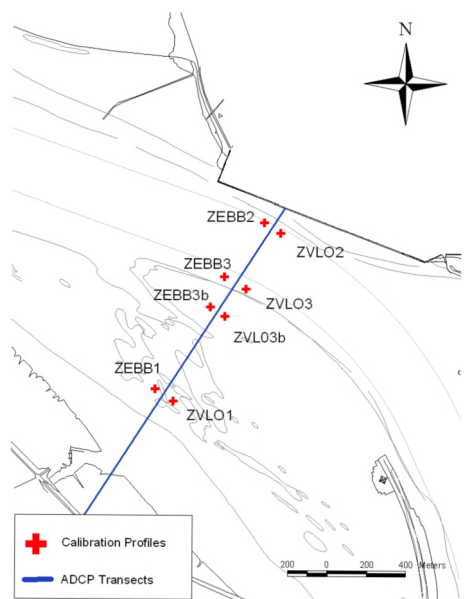 N
ZEBB2
ZVLO2
ZEBB3
ZEBB3b
ZVLO3
ZVL03b
ZEBB1
ZVLO1
Calibration Profiles
ADCP Transects
200 0 200 400 Meters